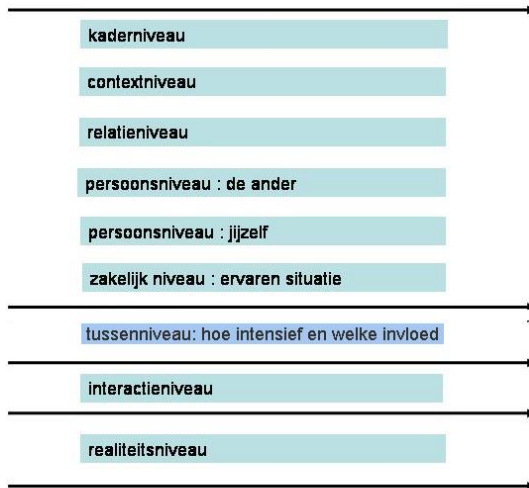 kaderniveau
contextniveau
relatieniveau
persoonsniveau : de ander
persoonsniveau : jijzelf
zakelijk niveau : ervaren situatie
tussenniveau: hoe intensief en welke invloed
interactieniveau
realiteitsniveau